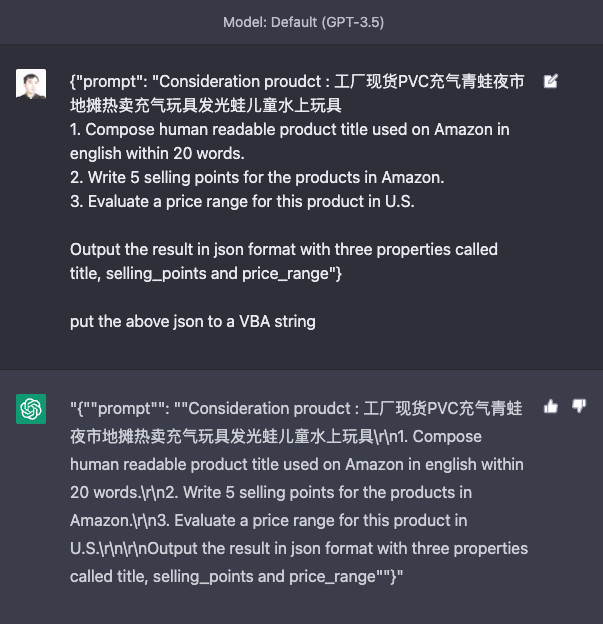 Model: Default (GPT-3.5)
{"prompt": "Consideration proudct : 工厂现货PVC充气青蛙夜市
地摊热卖充气玩具发光蛙儿童水上玩具
1. Compose human readable product title used on Amazon in
english within 20 words.
2. Write 5 selling points for the products in Amazon.
3. Evaluate a price range for this product in U.S.
Output the result in json format with three properties called
title, selling_points and price_range"}
put the above json to a VBA string
"{""prompt"": ""Consideration proudct : 工厂现货PVC充气青蛙
夜市地摊热卖充气玩具发光蛙儿童水上玩具\r\n1. Compose
human readable product title used on Amazon in english within
20 words.\r\n2. Write 5 selling points for the products in
Amazon.\r\n3. Evaluate a price range for this product in
U.S.\r\n\r\nOutput the result in json format with three properties
called title, selling_points and price_range""}"